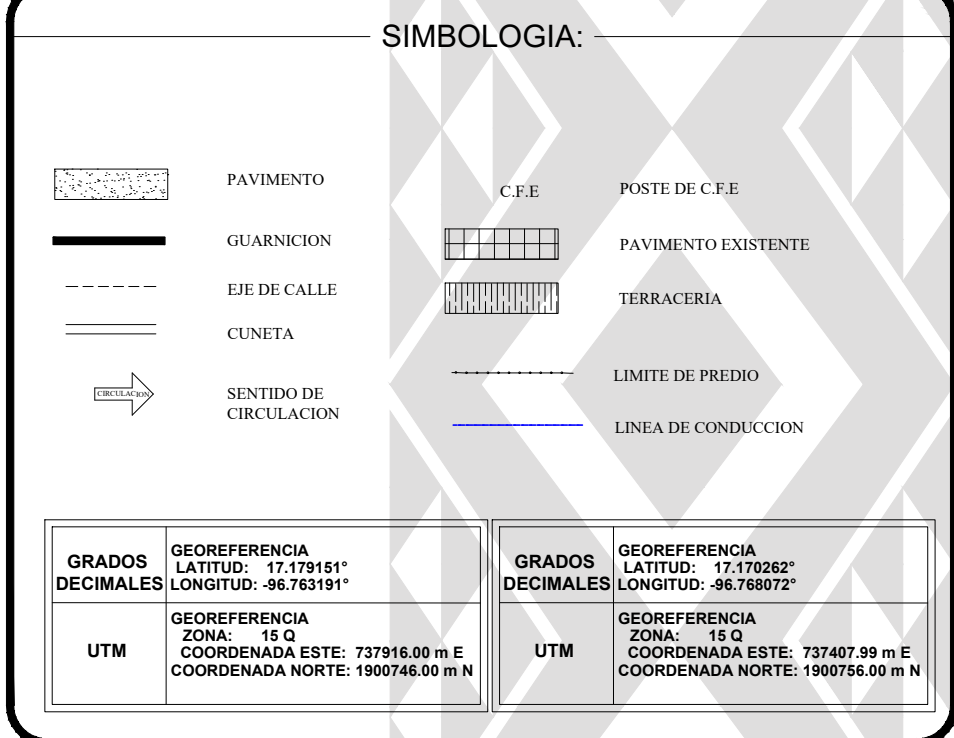 SIMBOLOGIA:
PAVIMENTO
GUARNICION
EJE DE CALLE
CUNETA
CIRCULACION
SENTIDO DE
CIRCULACION
C.F.E
POSTE DE C.F.E
PAVIMENTO EXISTENTE
TERRACERIA
LIMITE DE PREDIO
LINEA DE CONDUCCION
GRADOS
DECIMALES
GEOREFERENCIA
LATITUD: 17.179151°
LONGITUD: -96.763191°
UTM
GEOREFERENCIA
ZONA: 15 Q
COORDENADA ESTE: 737916.00 m E
COORDENADA NORTE: 1900746.00 m N
GRADOS
DECIMALES
GEOREFERENCIA
LATITUD: 17.170262°
LONGITUD: -96.768072°
UTM
GEOREFERENCIA
ZONA: 15 Q
COORDENADA ESTE: 737407.99 m E
COORDENADA NORTE: 1900756.00 m N